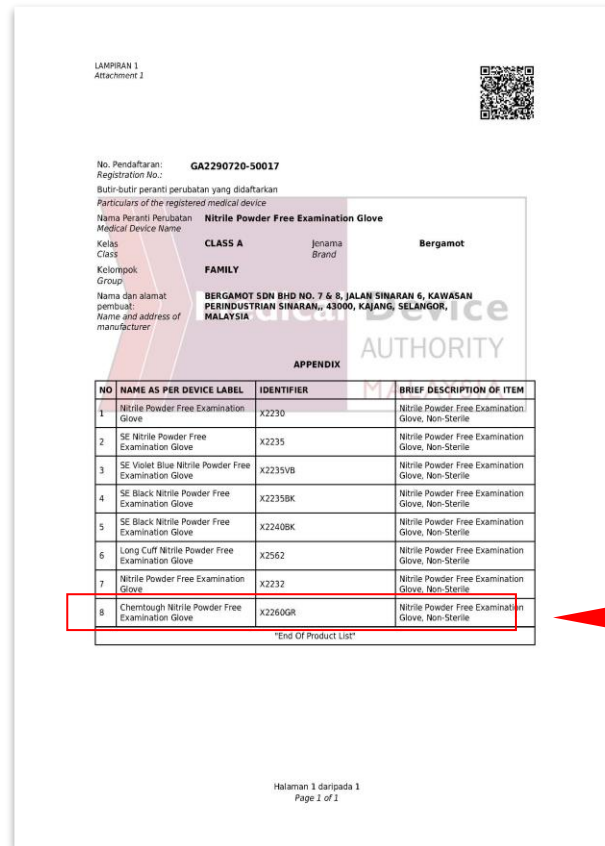 LAMPIRAN 1
Attachment 1
No. Pendaftaran: GA2290720-50017
Registration No.:
Butir-butir peranti perubatan yang didaftarkan
Particulars of the registered medical device
Nama Peranti Perubatan Nitrile Powder Free Examination Glove
Medical Device Name
Kelas CLASS A Jenama Bergamot
Class Brand
Kelompok FAMILY
Group
Nama dan alamat BERGAMOT SDN BHD NO. 7 & 8, JALAN SINARAN 6, KAWASAN
pembuat: PERINDUSTRIAN SINARAN,, 43000, KAJANG, SELANGOR,
Name and address of MALAYSIA
manufacturer
Medical Device
AUTHORITY
MALAYSIA
APPENDIX
NO NAME AS PER DEVICE LABEL IDENTIFIER BRIEF DESCRIPTION OF ITEM
1 Nitrile Powder Free Examination X2230 Nitrile Powder Free Examination
Glove Glove, Non-Sterile
2 SE Nitrile Powder Free X2235 Nitrile Powder Free Examination
Examination Glove Glove, Non-Sterile
3 SE Violet Blue Nitrile Powder Free X2235VB Nitrile Powder Free Examination
Examination Glove Glove, Non-Sterile
4 SE Black Nitrile Powder Free X2235BK Nitrile Powder Free Examination
Examination Glove Glove, Non-Sterile
5 SE Black Nitrile Powder Free X2240BK Nitrile Powder Free Examination
Examination Glove Glove, Non-Sterile
6 Long Cuff Nitrile Powder Free X2562 Nitrile Powder Free Examination
Examination Glove Glove, Non-Sterile
7 Nitrile Powder Free Examination X2232 Nitrile Powder Free Examination
Glove Glove, Non-Sterile
8 Chemtough Nitrile Powder Free X2260GR Nitrile Powder Free Examination
Examination Glove Glove, Non-Sterile
"End Of Product List"
Halaman 1 daripada 1
Page 1 of 1